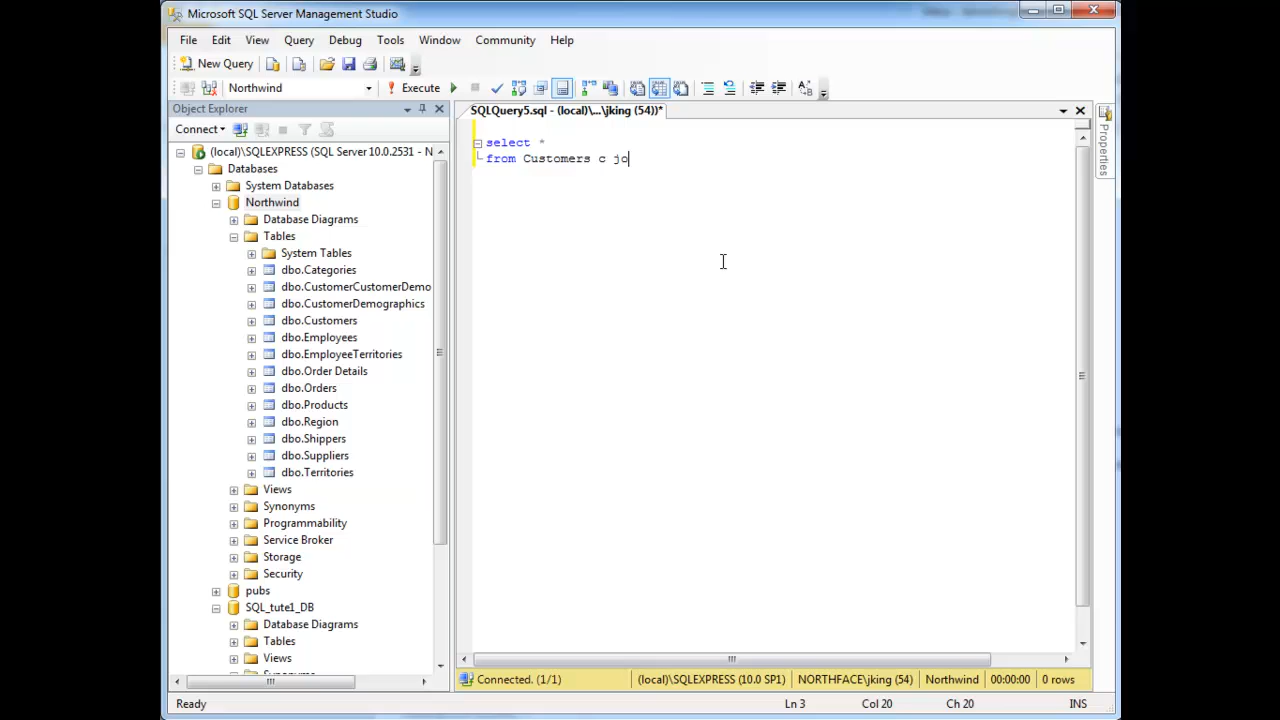 Microsoft SQL Server Management Studio
File Edit View Query Debug Tools Window Community Help
New Query
Northwind Execute
Object Explorer
SQLQuery5.sql - (local)\...\jking (54))*
Connect
Properties
(local)\SQLEXPRESS (SQL Server 10.0.2531 - N
Databases
System Databases
Northwind
Database Diagrams
Tables
System Tables
dbo.Categories
dbo.CustomerCustomerDemo
dbo.CustomerDemographics
dbo.Customers
dbo.Employees
dbo.EmployeeTerritories
dbo.Order Details
dbo.Orders
dbo.Products
dbo.Region
dbo.Shippers
dbo.Suppliers
dbo.Territories
Views
Synonyms
Programmability
Service Broker
Storage
Security
pubs
SQL_tute1_DB
Database Diagrams
Tables
Views
select *
from Customers c jo
Connected. (1/1) (local)\SQLEXPRESS (10.0 SP1) NORTHFACE\jking (54) Northwind 00:00:00 0 rows
Ready Ln 3 Col 20 Ch 20 INS